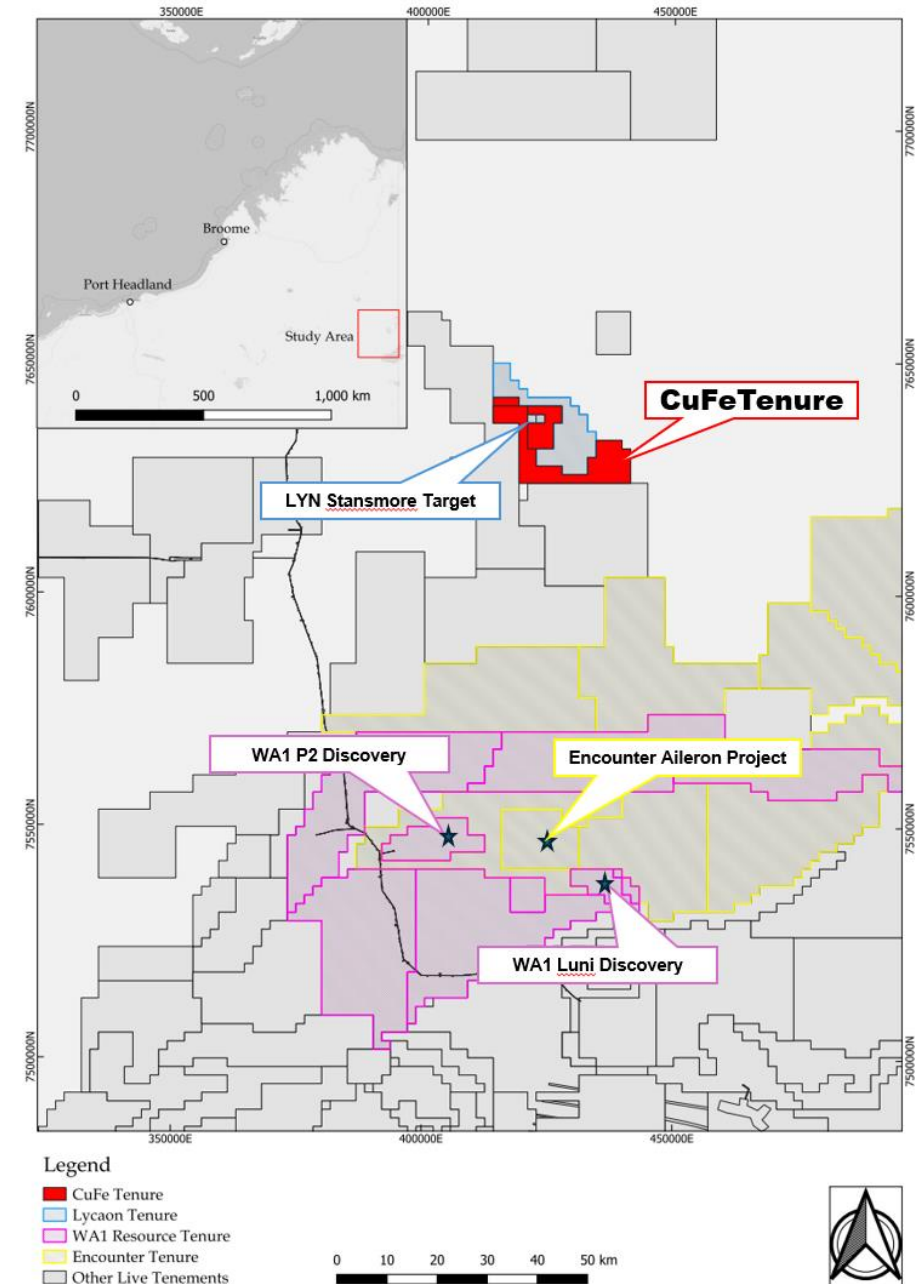 350000E 400000E 450000E
7700000N 7700000N
Broome
Port Headland
Study Area
0 500 1,000 km
7650000N 7650000N
CuFeTenure
LYN Stansmore Target
7600000N 7600000N
WA1 P2 Discovery
Encounter Aileron Project
7550000N 7550000N
WA1 Luni Discovery
7500000N 7500000N
350000E 400000E 450000E
Legend
CuFe Tenure
Lycaon Tenure
WA1 Resource Tenure
Encounter Tenure
Other Live Tenements
0 10 20 30 40 50 km